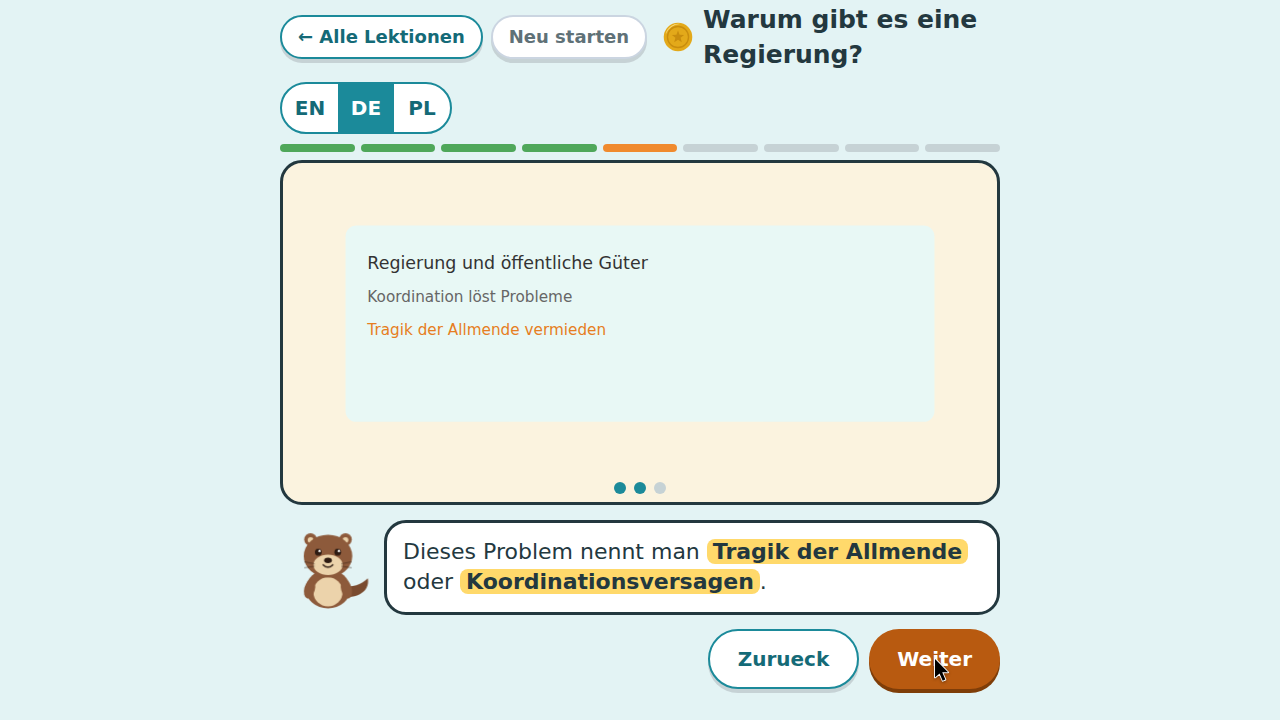 ← Alle Lektionen
Neu starten
Warum gibt es eine
Regierung?
EN DE PL
Regierung und öffentliche Güter
Koordination löst Probleme
Tragik der Allmende vermieden
Dieses Problem nennt man Tragik der Allmende
oder Koordinationsversagen.
Zurueck
Weiter